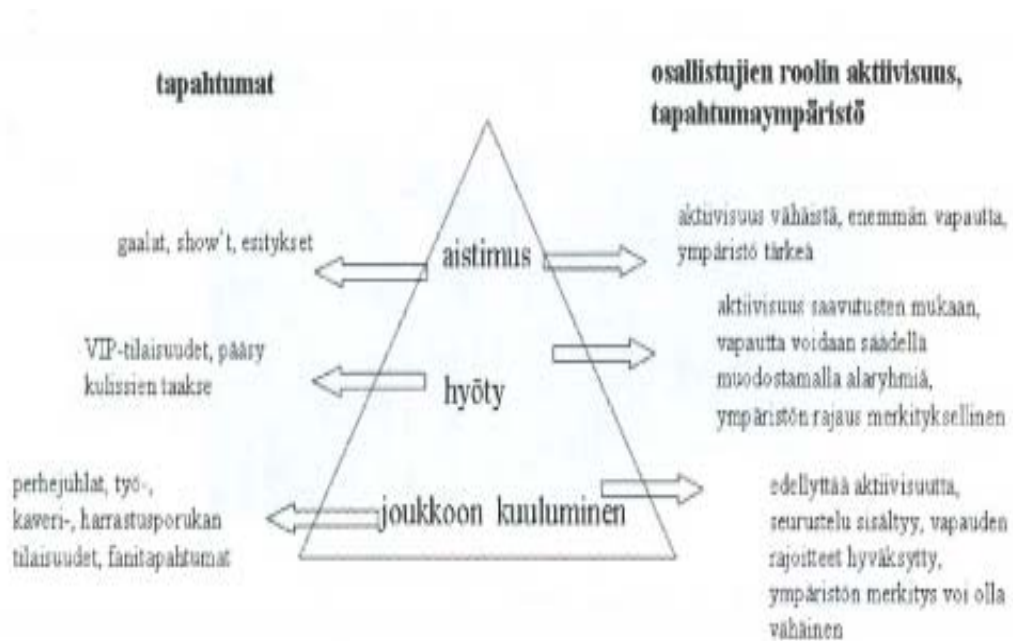 tapahtumat
osallistujien roolin aktiivisuus,
tapahtumaympäristö
gaalat, show't, esitykset
aistimus
aktiivisuus vähäistä, enemmän vapautta,
ympäristö tärkeä
VIP-tilaisuudet, pääsy
kulissien taakse
hyöty
aktiivisuus saavutusten mukaan,
vapautta voidaan säädellä
muodostamalla alaryhmiä,
ympäristön rajaus merkityksellinen
perhejuhlat, työ-,
kaveri-, harrastusporukan
tilaisuudet, fanitapahtumat
joukkoon kuuluminen
edellyttää aktiivisuutta,
seurustelu sisältyy, vapauden
rajoitteet hyväksytty,
ympäristön merkitys voi olla
vähäinen